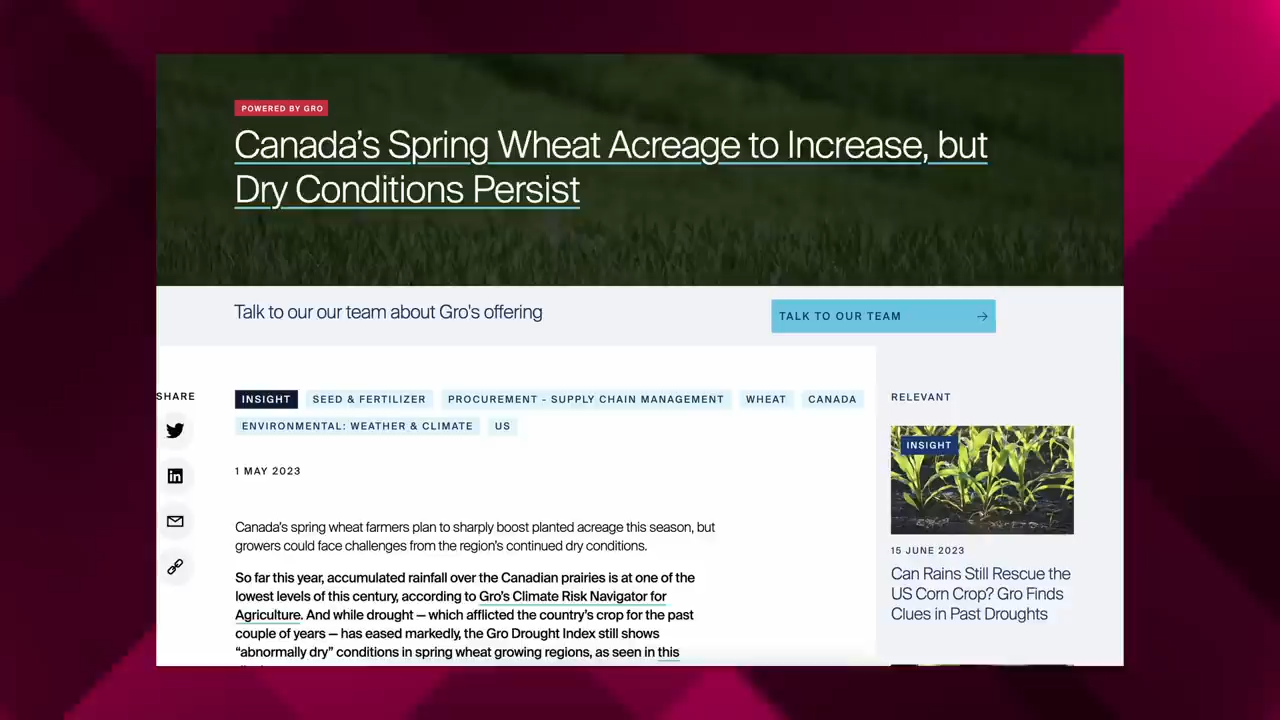 POWERED BY GRO
Canada's Spring Wheat Acreage to Increase, but
Dry Conditions Persist
Talk to our our team about Gro's offering
TALK TO OUR TEAM
SHARE
INSIGHT
SEED & FERTILIZER
PROCUREMENT - SUPPLY CHAIN MANAGEMENT
WHEAT
CANADA
ENVIRONMENTAL: WEATHER & CLIMATE
US
1 MAY 2023
Canada's spring wheat farmers plan to sharply boost planted acreage this season, but
growers could face challenges from the region's continued dry conditions.
So far this year, accumulated rainfall over the Canadian prairies is at one of the
lowest levels of this century, according to Gro's Climate Risk Navigator for
Agriculture. And while drought — which afflicted the country's crop for the past
couple of years — has eased markedly, the Gro Drought Index still shows
“abnormally dry” conditions in spring wheat growing regions, as seen in this
RELEVANT
INSIGHT
15 JUNE 2023
Can Rains Still Rescue the
US Corn Crop? Gro Finds
Clues in Past Droughts